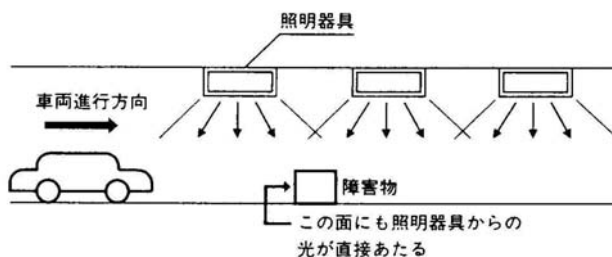 照明器具
車両進行方向
障害物
この面にも照明器具からの
光が直接あたる